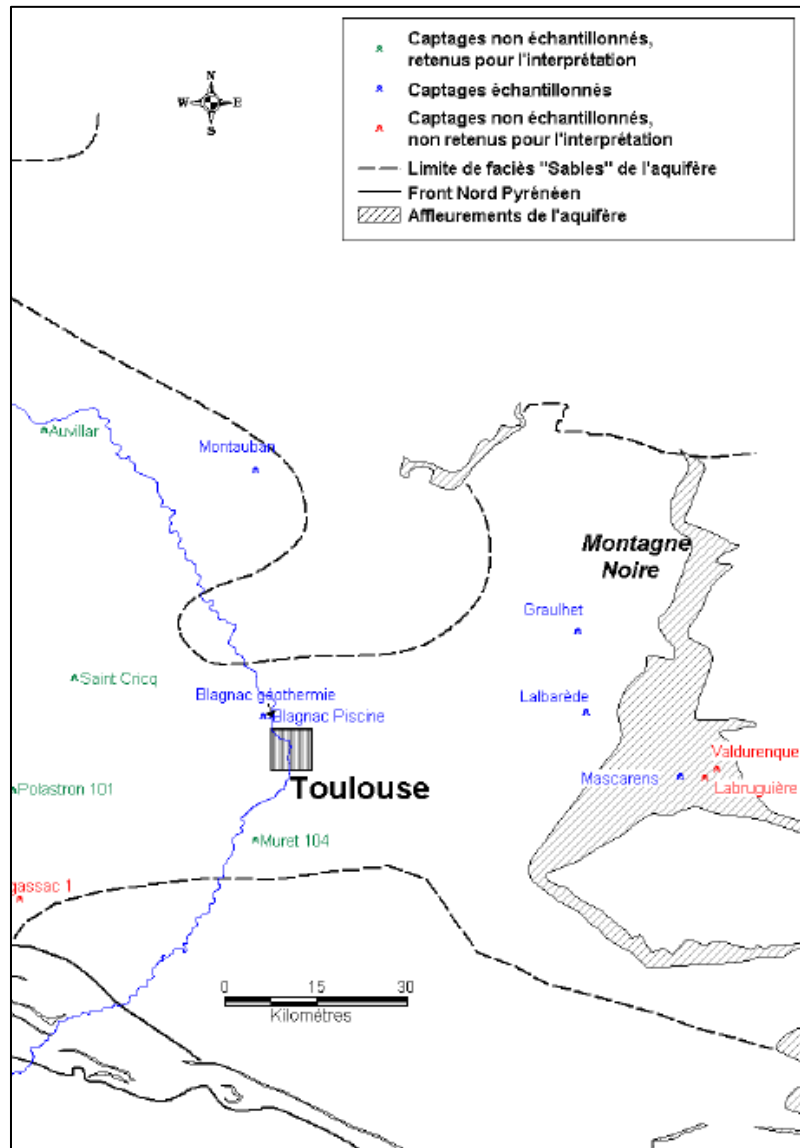 Captages non échantillonnés,
retenus pour l'interprétation
Captages échantillonnés
Captages non échantillonnés,
non retenus pour l'interprétation
Limite de faciès "Sables" de l'aquifère
Front Nord Pyrénéen
Affleurements de l'aquifère
N
W E
S
Auvillar
Montauban
Montagne
Noire
Graulhet
Saint Cricq
Blagnac géothermie
Blagnac Piscine
Lalbarède
Valdurenque
Mascarens
Labruguière
Polastron 101
Toulouse
Muret 104
gassac 1
0 15 30
Kilomètres